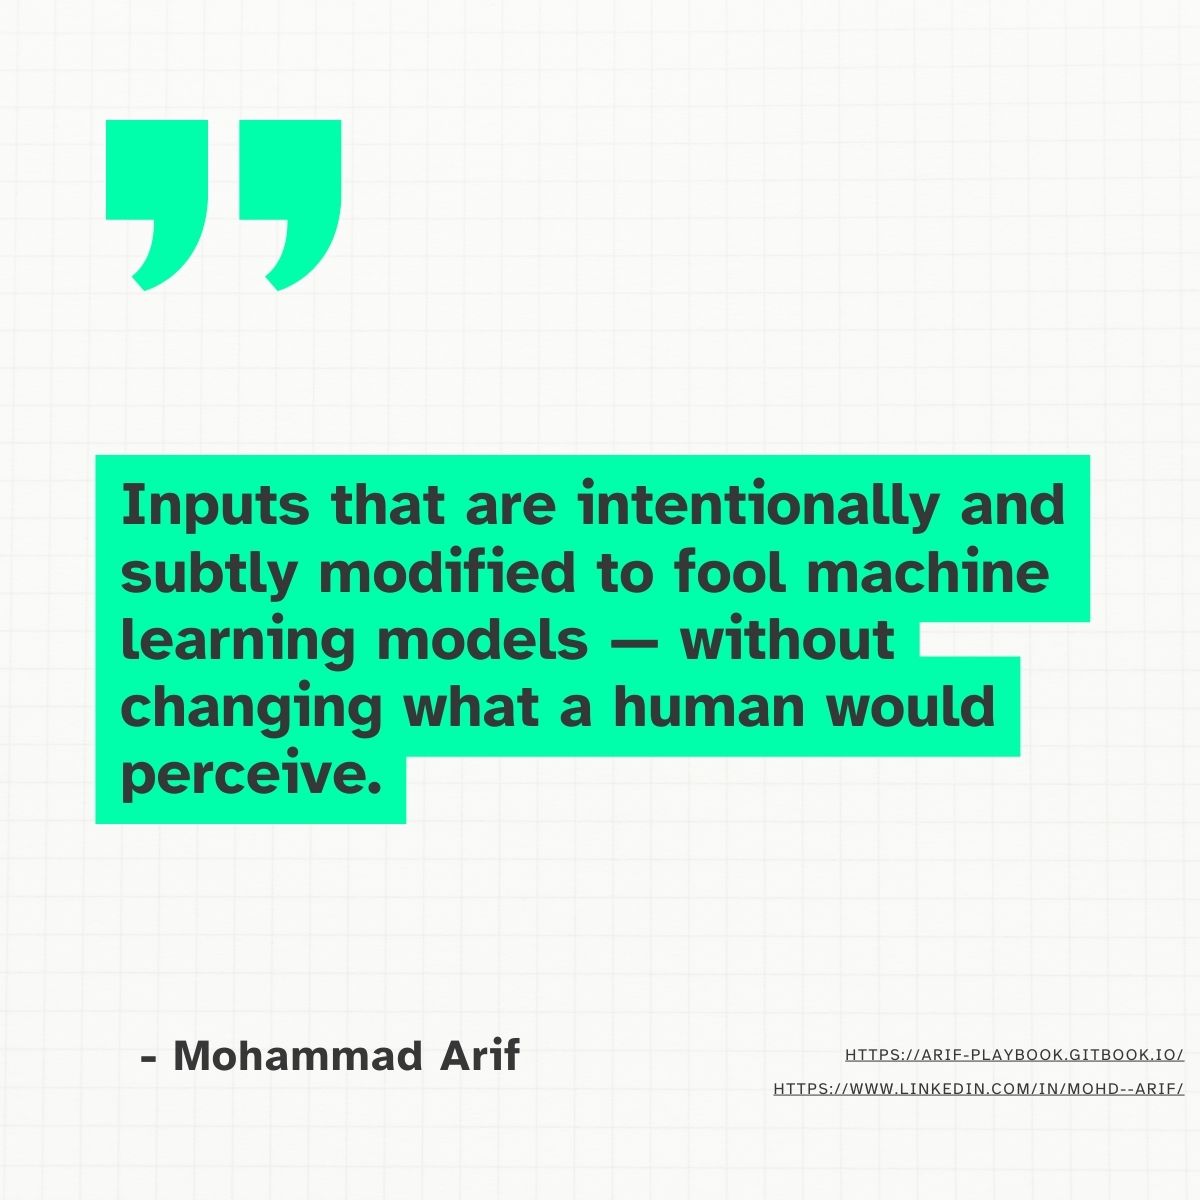 ”
Inputs that are intentionally and
subtly modified to fool machine
learning models — without
changing what a human would
perceive.
- Mohammad Arif
HTTPS://ARIF-PLAYBOOK.GITBOOK.IO/
HTTPS://WWW.LINKEDIN.COM/IN/MOHD--ARIF/